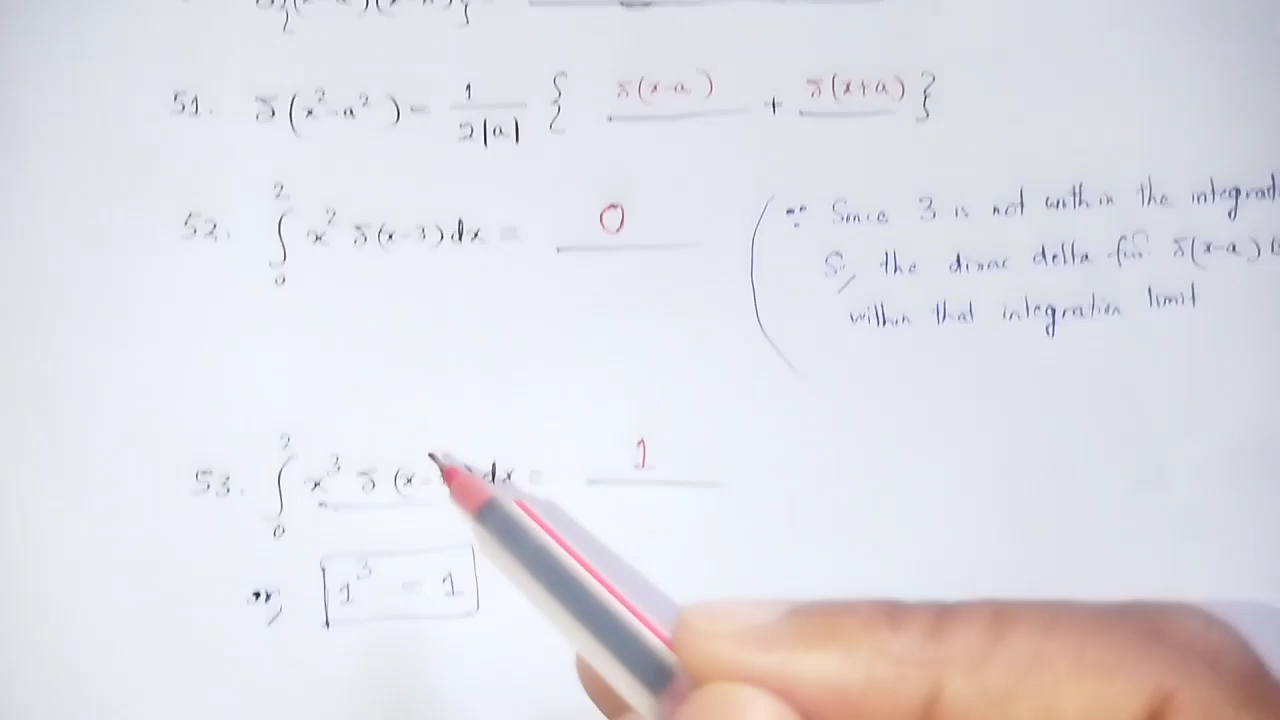 51. δ(x²-a²) = 1/2|a| { δ(x-a) + δ(x+a) }
52. ∫₀² x² δ(x-3) dx = 0
∵ Since 3 is not within the
So, the dirac delta δ(x-a)
within that integration limit
53. ∫₀² x³ δ(x- dx = 1
or, 1³ = 1